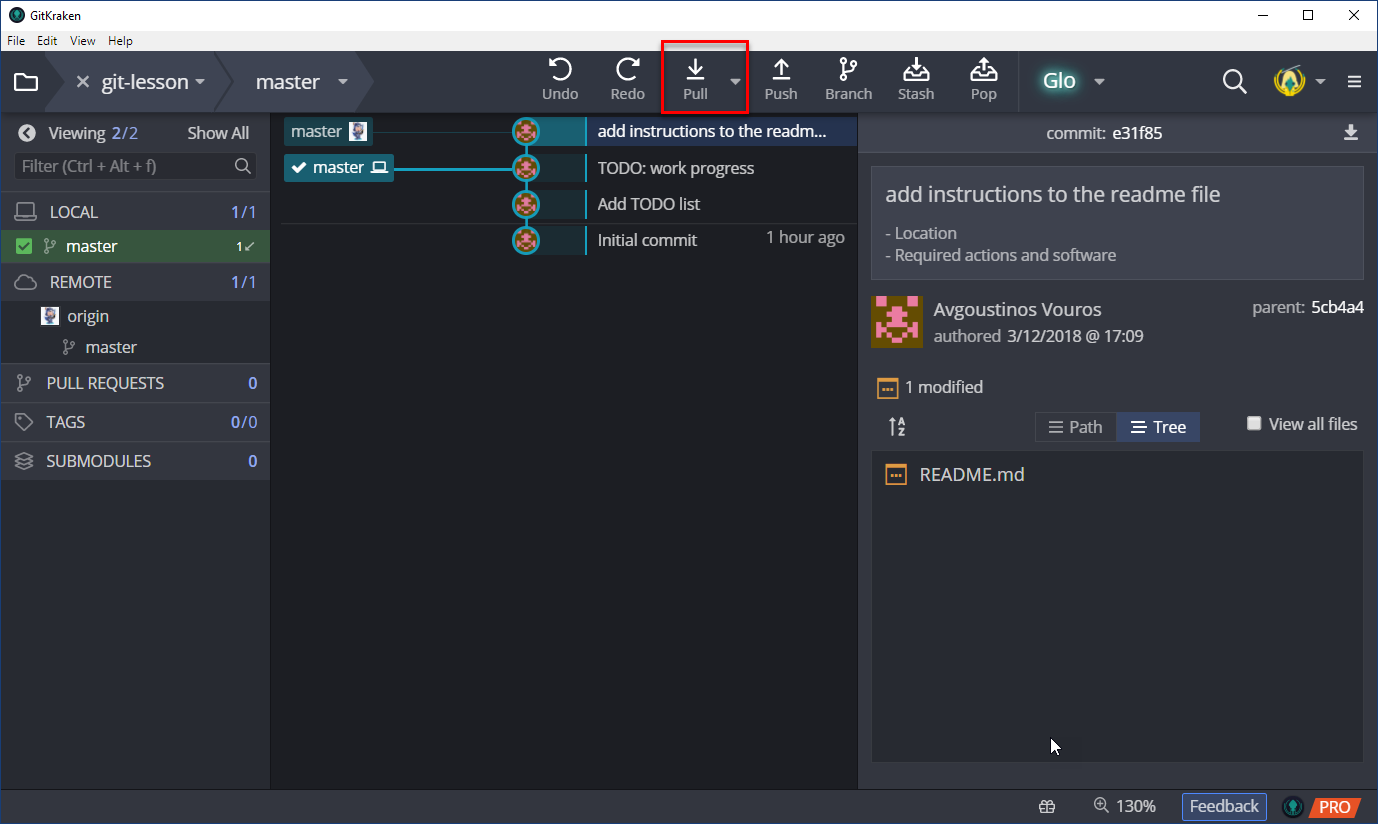 GitKraken
File Edit View Help
git-lesson master Undo Redo Pull Push Branch Stash Pop Glo
Viewing 2/2 Show All
Filter (Ctrl + Alt + f)
LOCAL 1/1
master 1
REMOTE 1/1
origin
master
PULL REQUESTS 0
TAGS 0/0
SUBMODULES 0
master add instructions to the readm...
master TODO: work progress
Add TODO list
Initial commit 1 hour ago
commit: e31f85
add instructions to the readme file
- Location
- Required actions and software
Avgoustinos Vouros parent: 5cb4a4
authored 3/12/2018 @ 17:09
1 modified
A Z Path Tree View all files
README.md
130% Feedback PRO